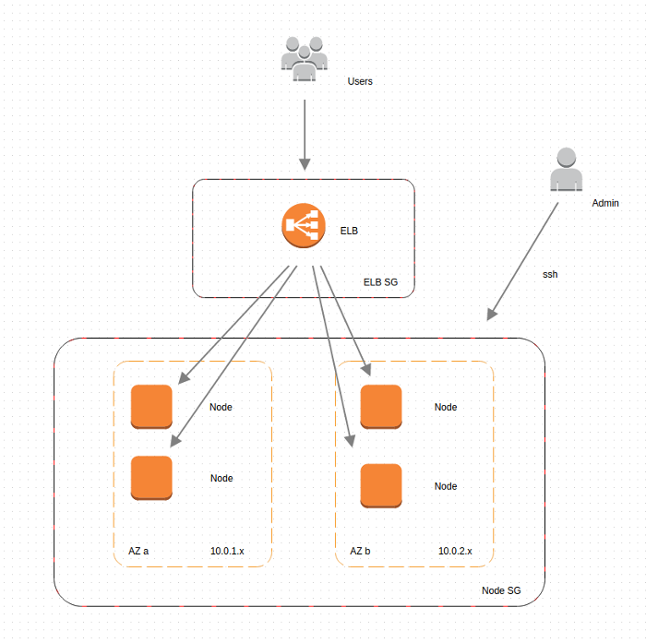 Users
Admin
ELB
ssh
ELB SG
Node
Node
Node
Node
AZ a
10.0.1.x
AZ b
10.0.2.x
Node SG